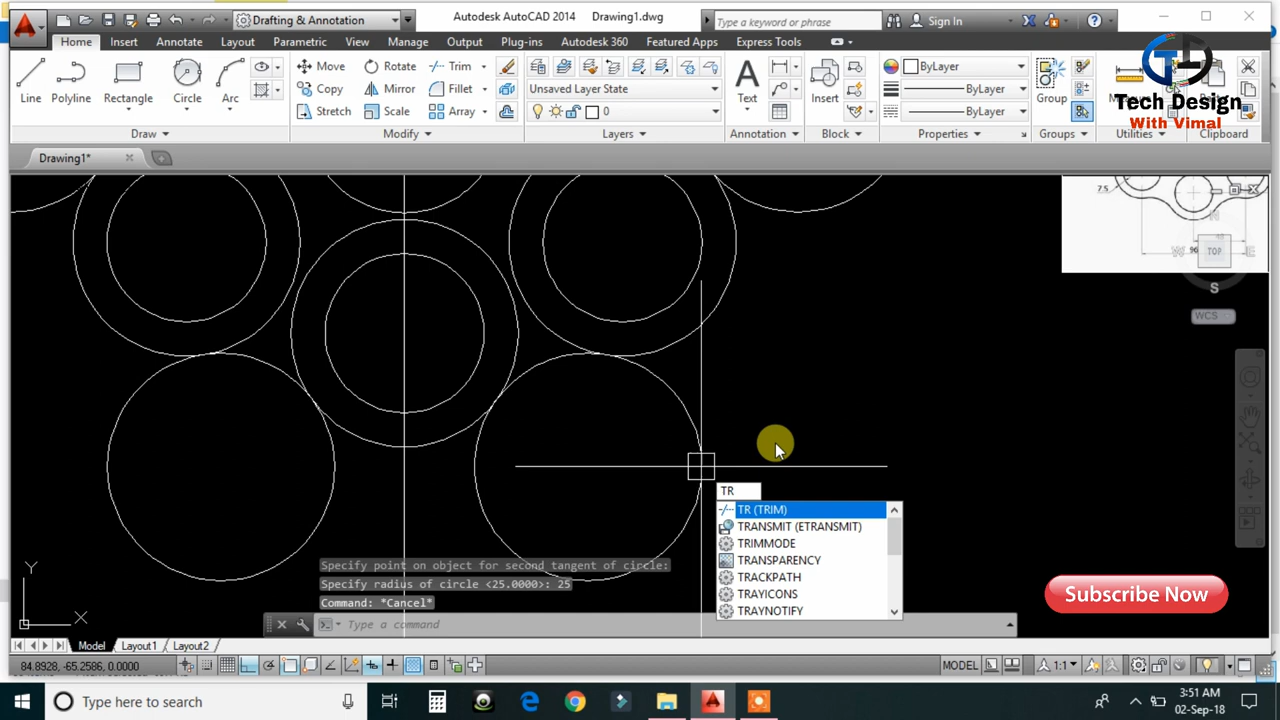 Drafting & Annotation
Autodesk AutoCAD 2014 Drawing1.dwg
Type a keyword or phrase
Sign In
Home Insert Annotate Layout Parametric View Manage Output Plug-ins Autodesk 360 Featured Apps Express Tools
Line Polyline Rectangle Circle Arc
Move Rotate Trim
Copy Mirror Fillet
Stretch Scale Array
Unsaved Layer State
0
Text
Insert
ByLayer
ByLayer
ByLayer
Group
Tech Design
With Vimal
Draw Modify Layers Annotation Block Properties Groups Utilities Clipboard
Drawing1*
7.5
N
W 96 TOP E
S
WCS
TR
TR (TRIM)
TRANSMIT (ETRANSMIT)
TRIMMODE
TRANSPARENCY
TRACKPATH
TRAYICONS
TRAYNOTIFY
Specify point on object for second tangent of circle:
Specify radius of circle <25.0000>: 25
Command: *Cancel*
Type a command
Y
X
Subscribe Now
Model Layout1 Layout2
84.8928, -65.2586, 0.0000
MODEL
1:1
Type here to search
3:51 AM
02-Sep-18